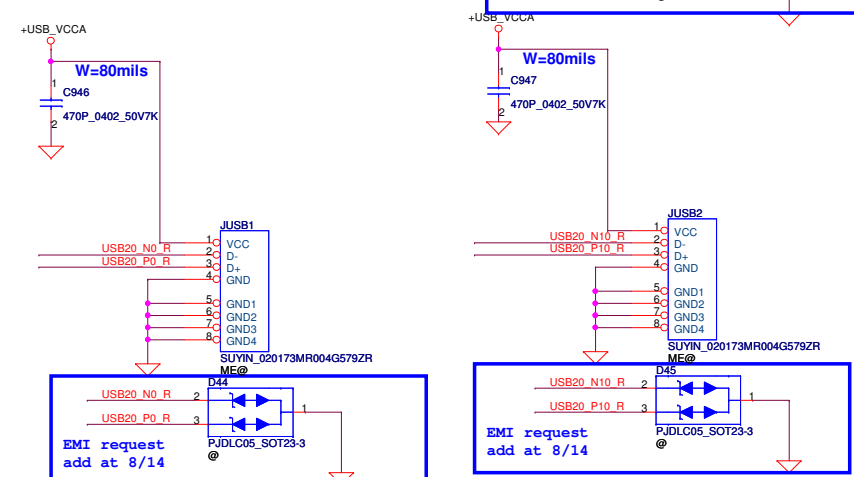 +USB_VCCA
W=80mils
1
C946
470P_0402_50V7K
2
JUSB1
1 VCC
USB20_N0_R 2 D-
USB20_P0_R 3 D+
4 GND
5 GND1
6 GND2
7 GND3
8 GND4
SUYIN_020173MR004G579ZR
ME@
D44
USB20_N0_R 2
1
USB20_P0_R 3
PJDLC05_SOT23-3
@
EMI request
add at 8/14
+USB_VCCA
W=80mils
1
C947
470P_0402_50V7K
2
JUSB2
1 VCC
USB20_N10_R 2 D-
USB20_P10_R 3 D+
4 GND
5 GND1
6 GND2
7 GND3
8 GND4
SUYIN_020173MR004G579ZR
ME@
D45
USB20_N10_R 2
1
USB20_P10_R 3
PJDLC05_SOT23-3
@
EMI request
add at 8/14